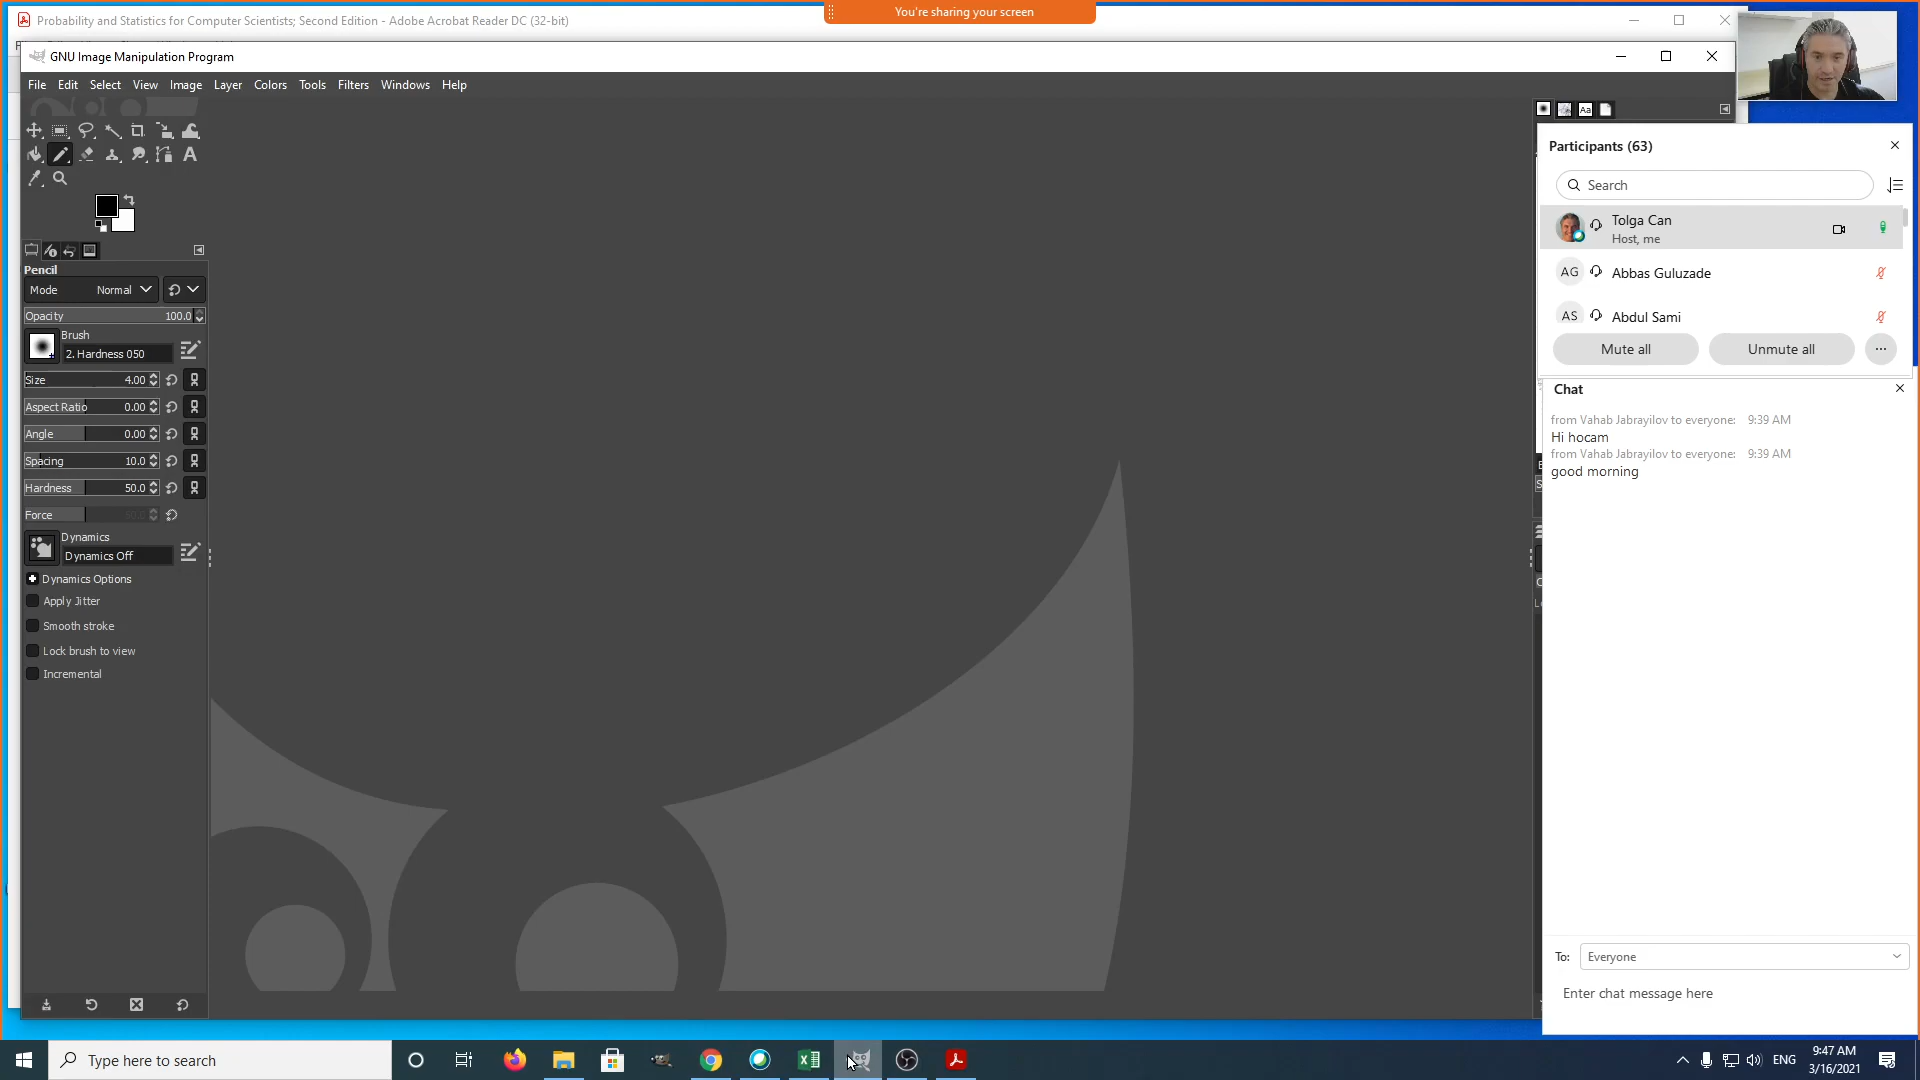 Probability and Statistics for Computer Scientists; Second Edition - Adobe Acrobat Reader DC (32-bit)
You're sharing your screen
GNU Image Manipulation Program
File Edit Select View Image Layer Colors Tools Filters Windows Help
Aa
Participants (63)
Search
Tolga Can
Host, me
AG Abbas Guluzade
AS Abdul Sami
Mute all Unmute all ...
Pencil
Mode Normal
Opacity 100.0
Brush
2. Hardness 050
Size 4.00
Aspect Ratio 0.00
Angle 0.00
Spacing 10.0
Hardness 50.0
Force
Dynamics
Dynamics Off
Dynamics Options
Apply Jitter
Smooth stroke
Lock brush to view
Incremental
Chat
from Vahab Jabrayilov to everyone: 9:39 AM
Hi hocam
from Vahab Jabrayilov to everyone: 9:39 AM
good morning
To: Everyone
Enter chat message here
Type here to search
ENG
9:47 AM
3/16/2021